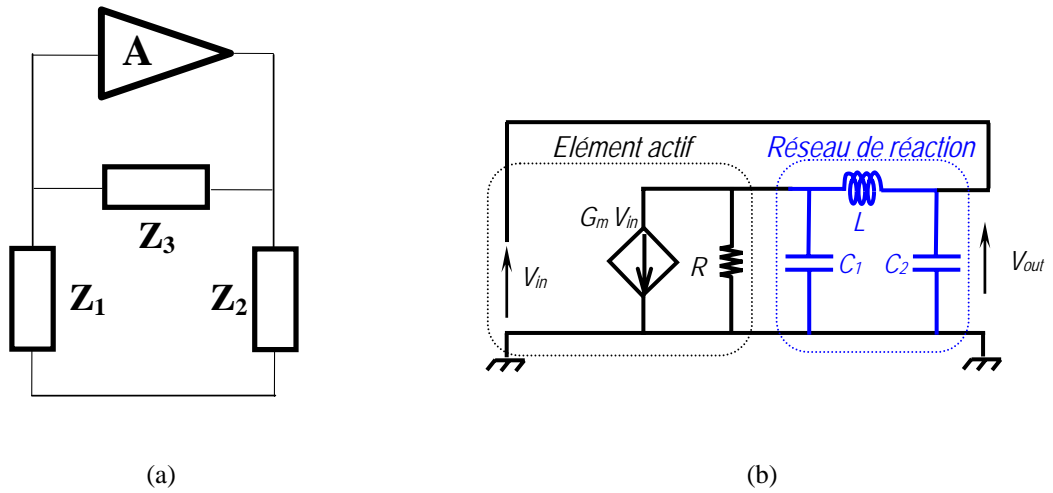 A
Z3
Z1
Z2
(a)
Elément actif
Réseau de réaction
Gm Vin
L
Vin
R
C1
C2
Vout
(b)